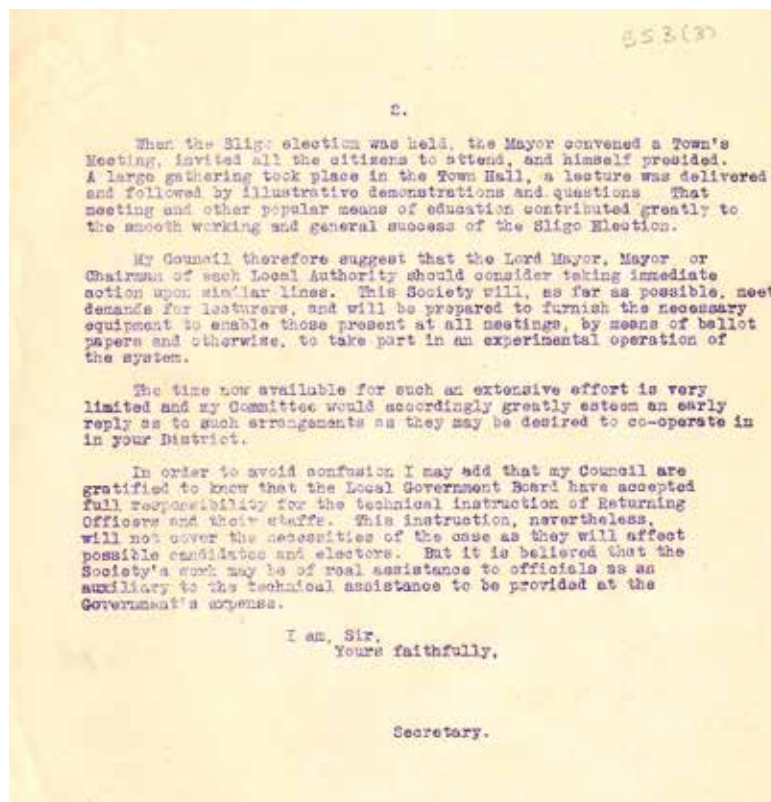 853(3)
2.
When the Sligo election was held, the Mayor convened a Town's
Meeting, invited all the citizens to attend, and himself presided.
A large gathering took place in the Town Hall, a lecture was delivered
and followed by illustrative demonstrations and questions That
meeting and other popular means of education contributed greatly to
the smooth working and general success of the Sligo Election.
My Council therefore suggest that the Lord Mayor, Mayor or
Chairman of each Local Authority should consider taking immediate
action upon similar lines. This Society will, as far as possible, meet
demands for lecturers, and will be prepared to furnish the necessary
equipment to enable those present at all meetings, by means of ballot
papers and otherwise, to take part in an experimental operation of
the system.
The time now available for such an extensive effort is very
limited and my Committee would accordingly greatly esteem an early
reply as to such arrangements as they may be desired to co-operate in
in your District.
In order to avoid confusion I may add that my Council are
gratified to know that the Local Government Board have accepted
full responsibility for the technical instruction of Returning
Officers and their staffs. This instruction, nevertheless,
will not cover the necessities of the case as they will affect
possible candidates and electors. But it is believed that the
Society's work may be of real assistance to officials as an
auxiliary to the technical assistance to be provided at the
Government's expense.
I am, Sir,
Yours faithfully,
Secretary.